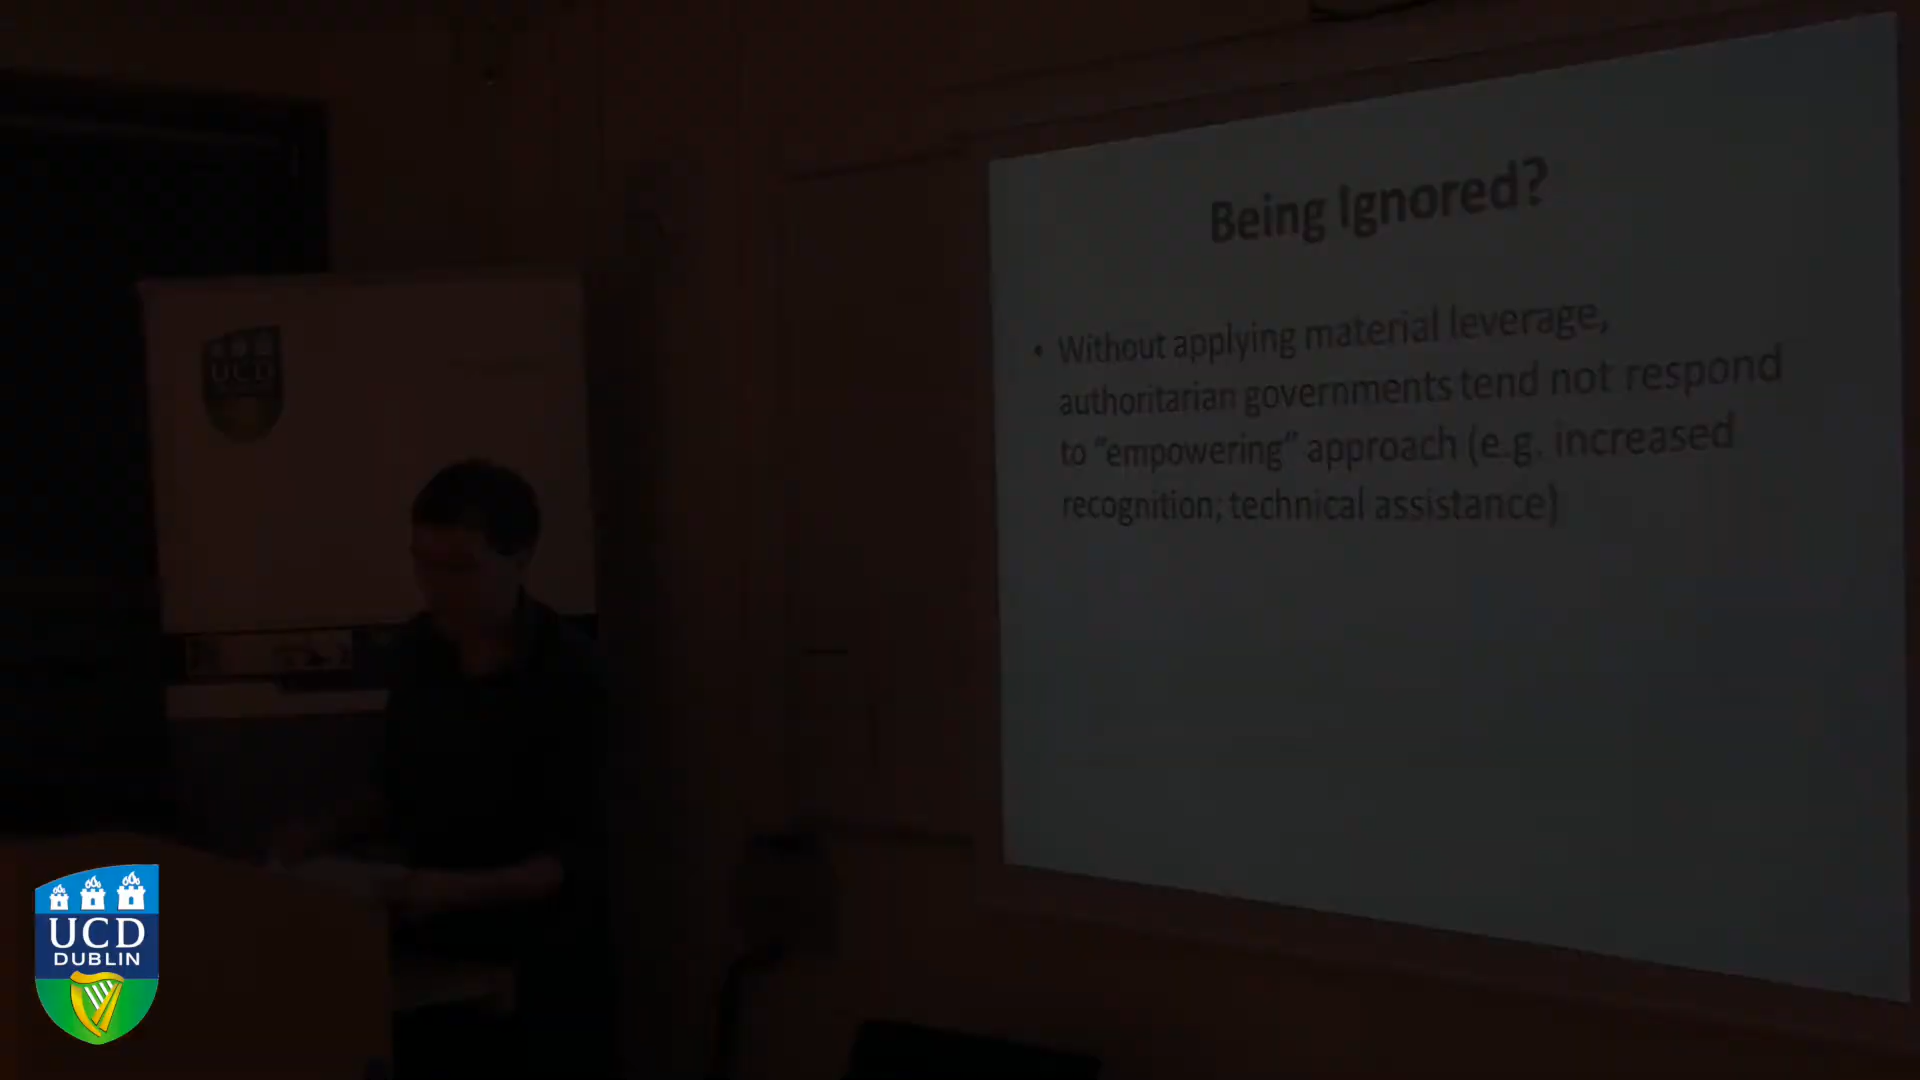 Being Ignored?
• Without applying material leverage,
authoritarian governments tend not respond
to “empowering” approach (e.g. increased
recognition; technical assistance)
UCD
UCD
DUBLIN